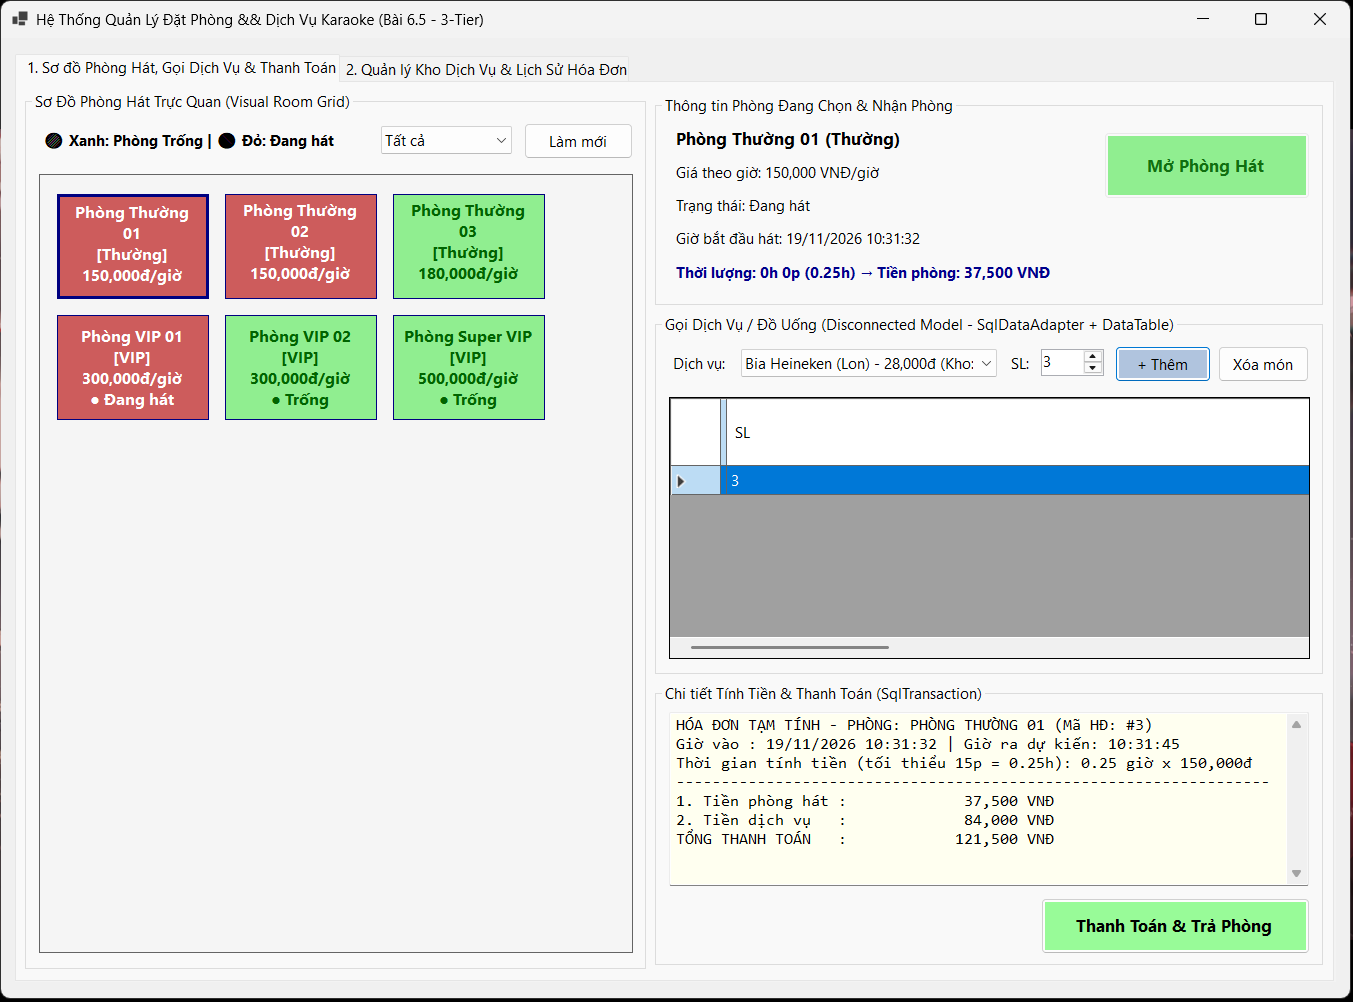 Hệ Thống Quản Lý Đặt Phòng && Dịch Vụ Karaoke (Bài 6.5 - 3-Tier)
1. Sơ đồ Phòng Hát, Gọi Dịch Vụ & Thanh Toán
2. Quản lý Kho Dịch Vụ & Lịch Sử Hóa Đơn
Sơ Đồ Phòng Hát Trực Quan (Visual Room Grid)
Xanh: Phòng Trống | Đỏ: Đang hát
Tất cả
Làm mới
Phòng Thường
01
[Thường]
150,000đ/giờ
Phòng Thường
02
[Thường]
150,000đ/giờ
Phòng Thường
03
[Thường]
180,000đ/giờ
Phòng VIP 01
[VIP]
300,000đ/giờ
● Đang hát
Phòng VIP 02
[VIP]
300,000đ/giờ
● Trống
Phòng Super VIP
[VIP]
500,000đ/giờ
● Trống
Thông tin Phòng Đang Chọn & Nhận Phòng
Phòng Thường 01 (Thường)
Giá theo giờ: 150,000 VNĐ/giờ
Trạng thái: Đang hát
Giờ bắt đầu hát: 19/11/2026 10:31:32
Thời lượng: 0h 0p (0.25h) → Tiền phòng: 37,500 VNĐ
Mở Phòng Hát
Gọi Dịch Vụ / Đồ Uống (Disconnected Model - SqlDataAdapter + DataTable)
Dịch vụ:
Bia Heineken (Lon) - 28,000đ (Kho:
SL:
3
+ Thêm
Xóa món
SL
3
Chi tiết Tính Tiền & Thanh Toán (SqlTransaction)
HÓA ĐƠN TẠM TÍNH - PHÒNG: PHÒNG THƯỜNG 01 (Mã HĐ: #3)
Giờ vào : 19/11/2026 10:31:32 | Giờ ra dự kiến: 10:31:45
Thời gian tính tiền (tối thiểu 15p = 0.25h): 0.25 giờ x 150,000đ
------------------------------------------------------------------
1. Tiền phòng hát : 37,500 VNĐ
2. Tiền dịch vụ : 84,000 VNĐ
TỔNG THANH TOÁN : 121,500 VNĐ
Thanh Toán & Trả Phòng